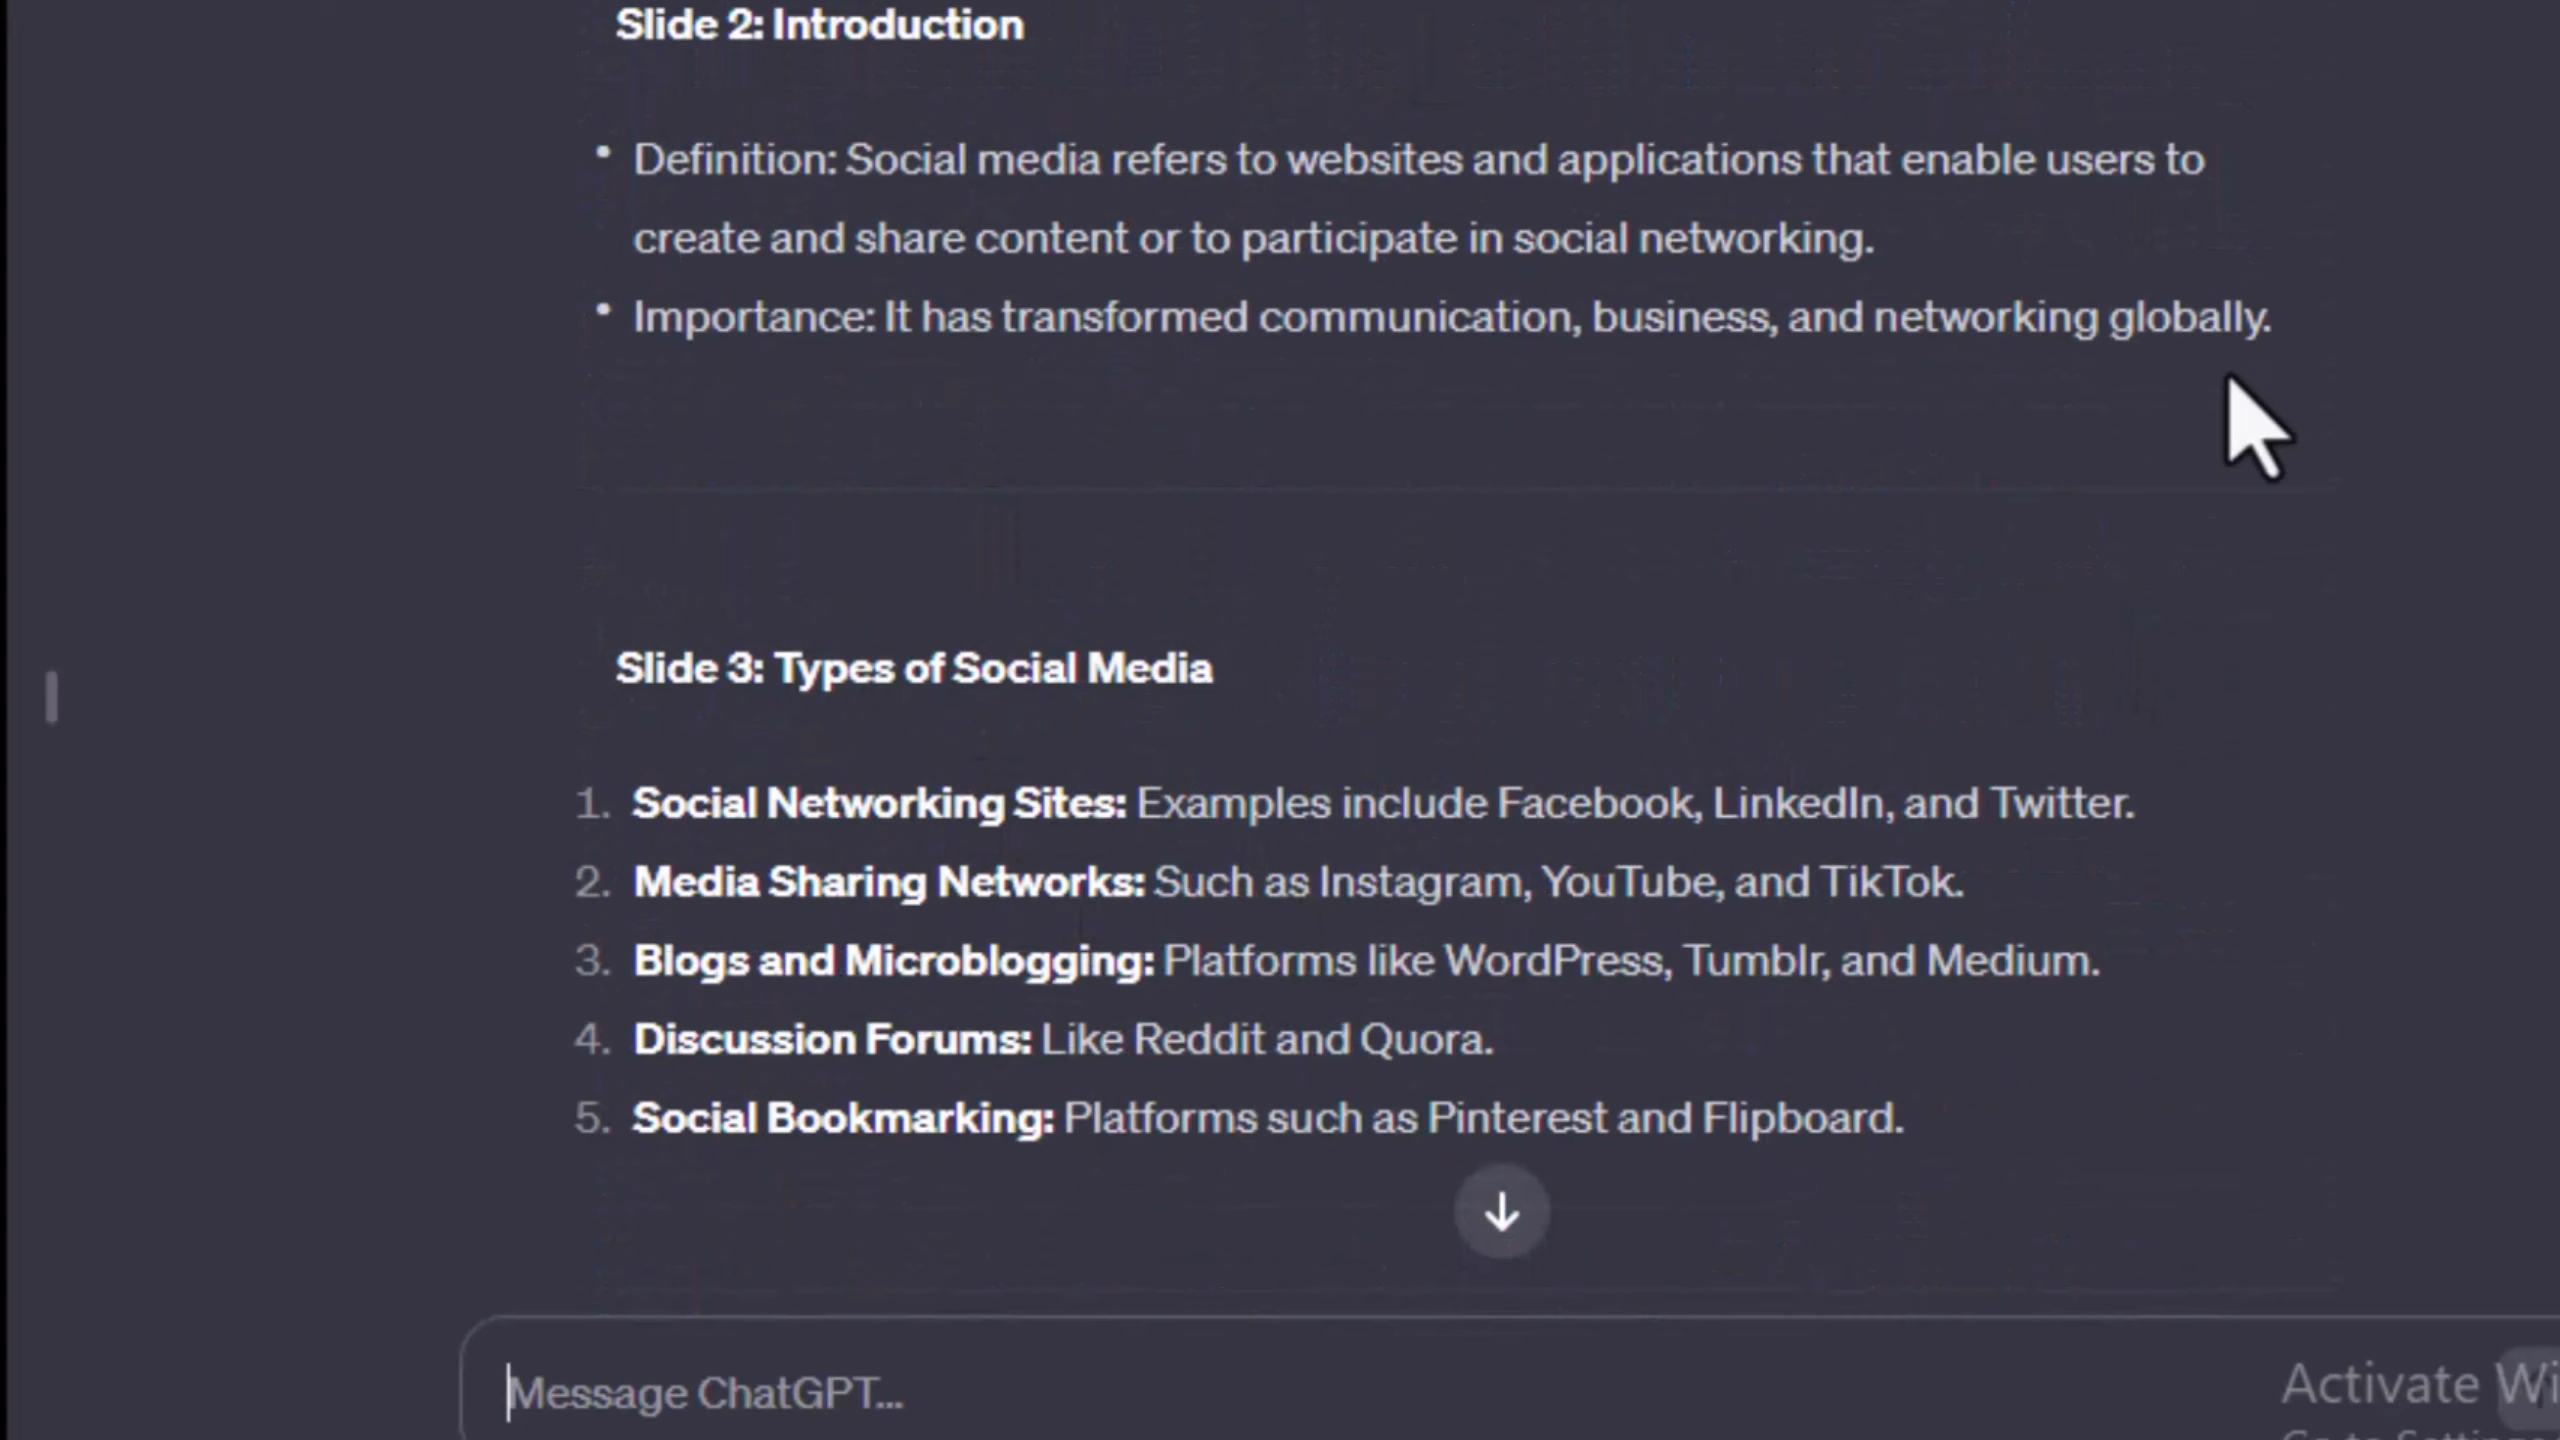 Slide 2: Introduction
• Definition: Social media refers to websites and applications that enable users to
create and share content or to participate in social networking.
• Importance: It has transformed communication, business, and networking globally.
Slide 3: Types of Social Media
1. Social Networking Sites: Examples include Facebook, LinkedIn, and Twitter.
2. Media Sharing Networks: Such as Instagram, YouTube, and TikTok.
3. Blogs and Microblogging: Platforms like WordPress, Tumblr, and Medium.
4. Discussion Forums: Like Reddit and Quora.
5. Social Bookmarking: Platforms such as Pinterest and Flipboard.
Message ChatGPT...
Activate